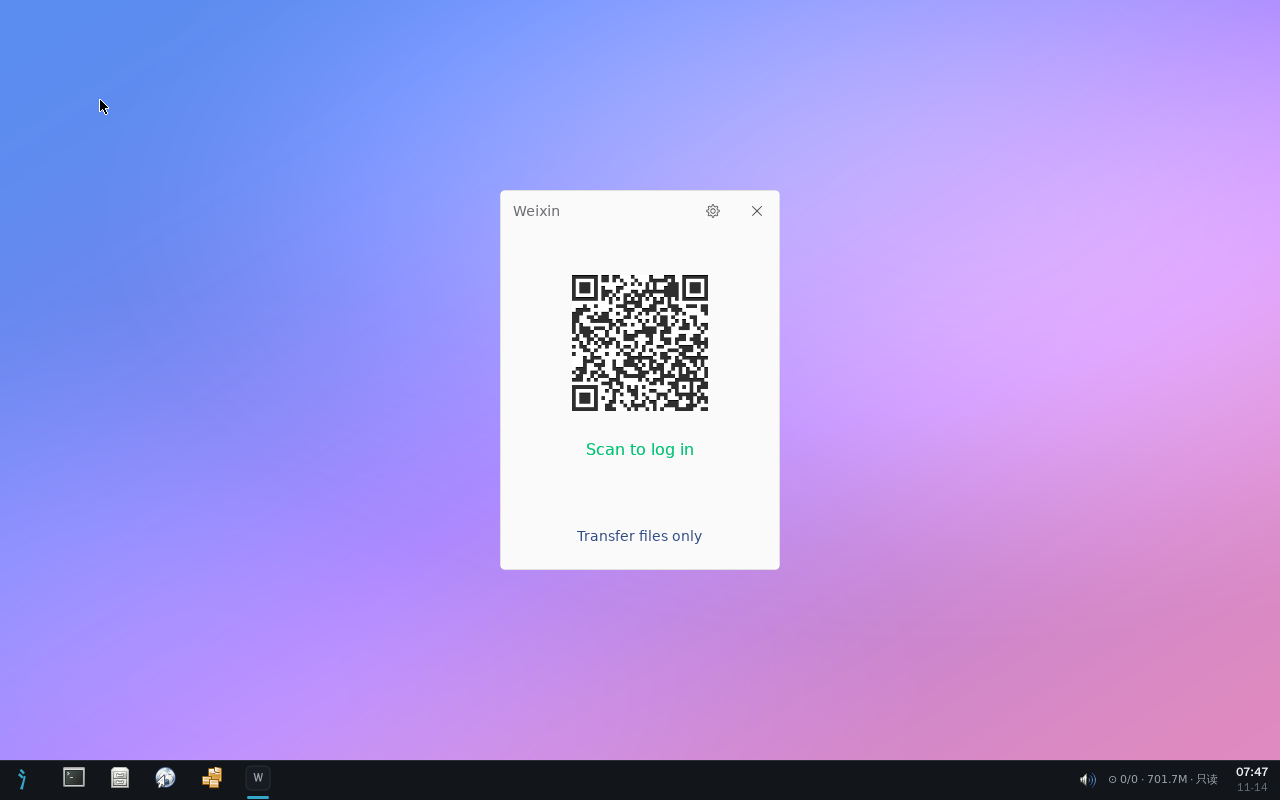 Weixin
Scan to log in
Transfer files only
W
0/0 · 701.7M · 只读
07:47
11-14